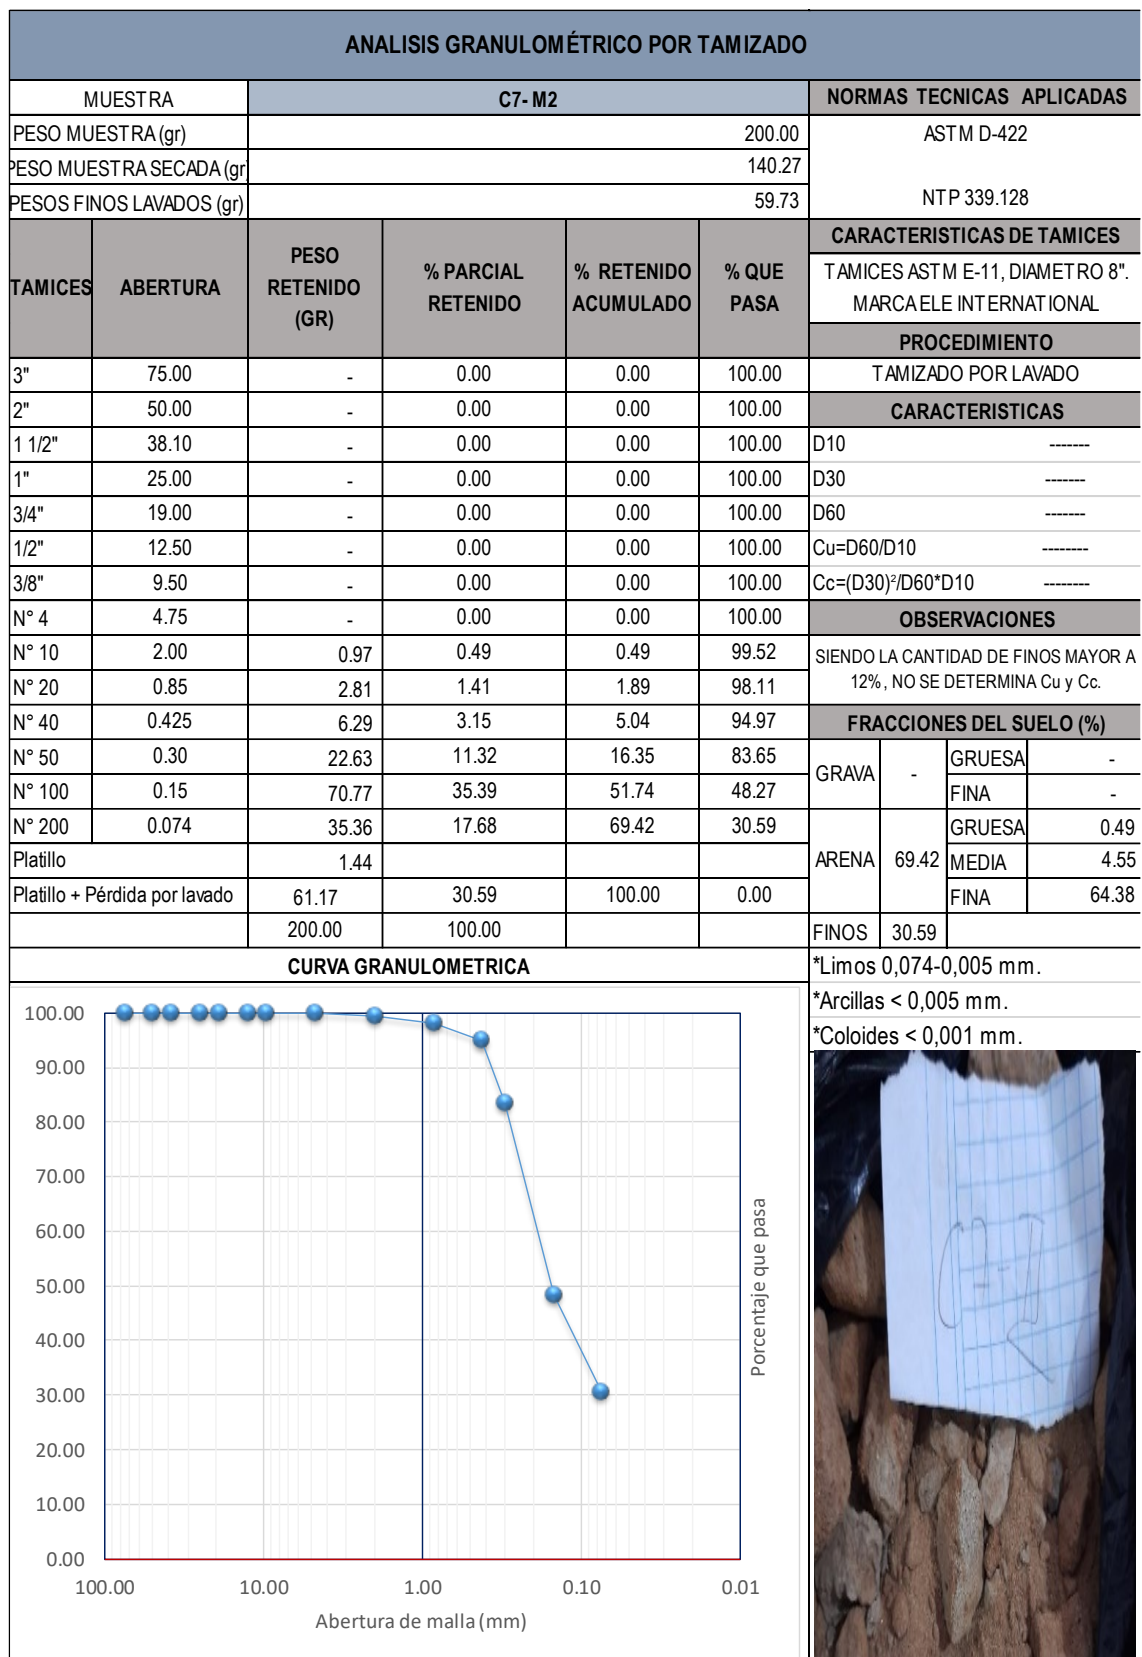 ANALISIS GRANULOMÉTRICO POR TAMIZADO
MUESTRA C7- M2 NORMAS TECNICAS APLICADAS
PESO MUESTRA (gr) 200.00 ASTM D-422
PESO MUESTRA SECADA (gr 140.27
PESOS FINOS LAVADOS (gr) 59.73 NTP 339.128
TAMICES ABERTURA PESO RETENIDO (GR) % PARCIAL RETENIDO % RETENIDO ACUMULADO % QUE PASA
CARACTERISTICAS DE TAMICES
TAMICES ASTM E-11, DIAMETRO 8".
MARCA ELE INTERNATIONAL
PROCEDIMIENTO
3" 75.00 - 0.00 0.00 100.00 TAMIZADO POR LAVADO
2" 50.00 - 0.00 0.00 100.00 CARACTERISTICAS
1 1/2" 38.10 - 0.00 0.00 100.00 D10 -------
1" 25.00 - 0.00 0.00 100.00 D30 -------
3/4" 19.00 - 0.00 0.00 100.00 D60 -------
1/2" 12.50 - 0.00 0.00 100.00 Cu=D60/D10 --------
3/8" 9.50 - 0.00 0.00 100.00 Cc=(D30)²/D60*D10 --------
N° 4 4.75 - 0.00 0.00 100.00 OBSERVACIONES
N° 10 2.00 0.97 0.49 0.49 99.52 SIENDO LA CANTIDAD DE FINOS MAYOR A
N° 20 0.85 2.81 1.41 1.89 98.11 12%, NO SE DETERMINA Cu y Cc.
N° 40 0.425 6.29 3.15 5.04 94.97 FRACCIONES DEL SUELO (%)
N° 50 0.30 22.63 11.32 16.35 83.65 GRAVA - GRUESA -
N° 100 0.15 70.77 35.39 51.74 48.27 FINA -
N° 200 0.074 35.36 17.68 69.42 30.59 GRUESA 0.49
Platillo 1.44 ARENA 69.42 MEDIA 4.55
Platillo + Pérdida por lavado 61.17 30.59 100.00 0.00 FINA 64.38
200.00 100.00 FINOS 30.59
CURVA GRANULOMETRICA
*Limos 0,074-0,005 mm.
*Arcillas < 0,005 mm.
*Coloides < 0,001 mm.
100.00
90.00
80.00
70.00
60.00
50.00
40.00
30.00
20.00
10.00
0.00
100.00 10.00 1.00 0.10 0.01
Abertura de malla (mm)
Porcentaje que pasa